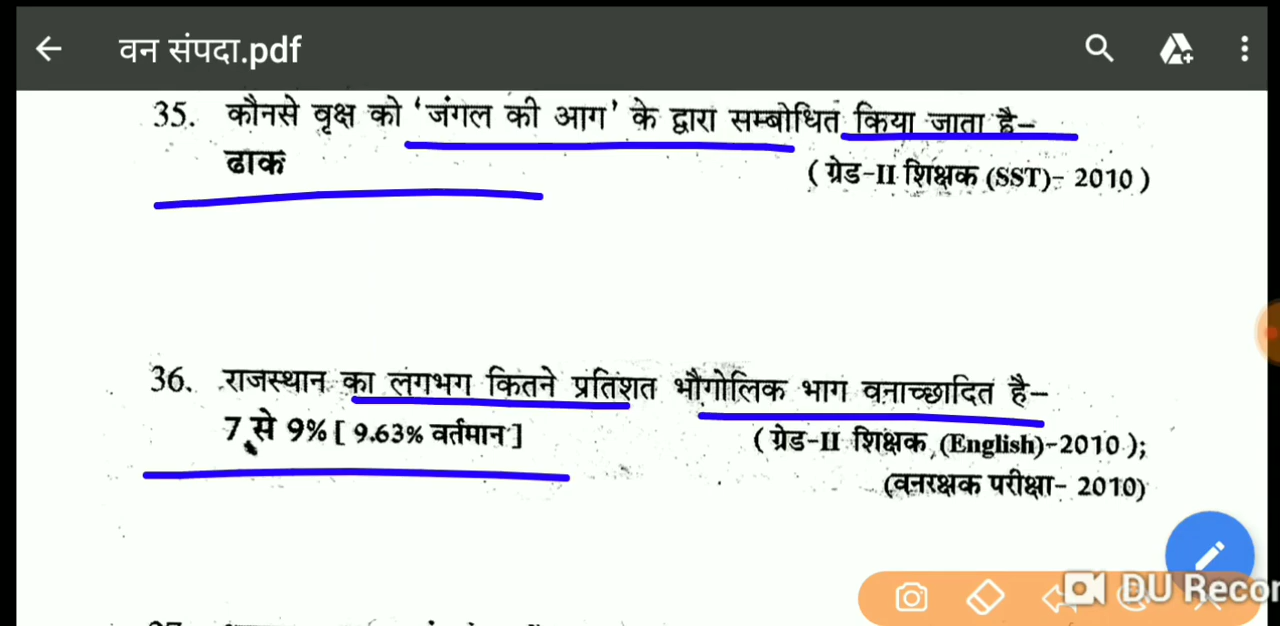 वन संपदा.pdf
35. कौनसे वृक्ष को ‘जंगल की आग’ के द्वारा सम्बोधित किया जाता है–
ढाक
( ग्रेड-II शिक्षक (SST)- 2010 )
36. राजस्थान का लगभग कितने प्रतिशत भौगोलिक भाग वनाच्छादित है–
7 से 9% [ 9.63% वर्तमान ]
( ग्रेड-II शिक्षक (English)-2010 );
(वनरक्षक परीक्षा- 2010)
DU Recor